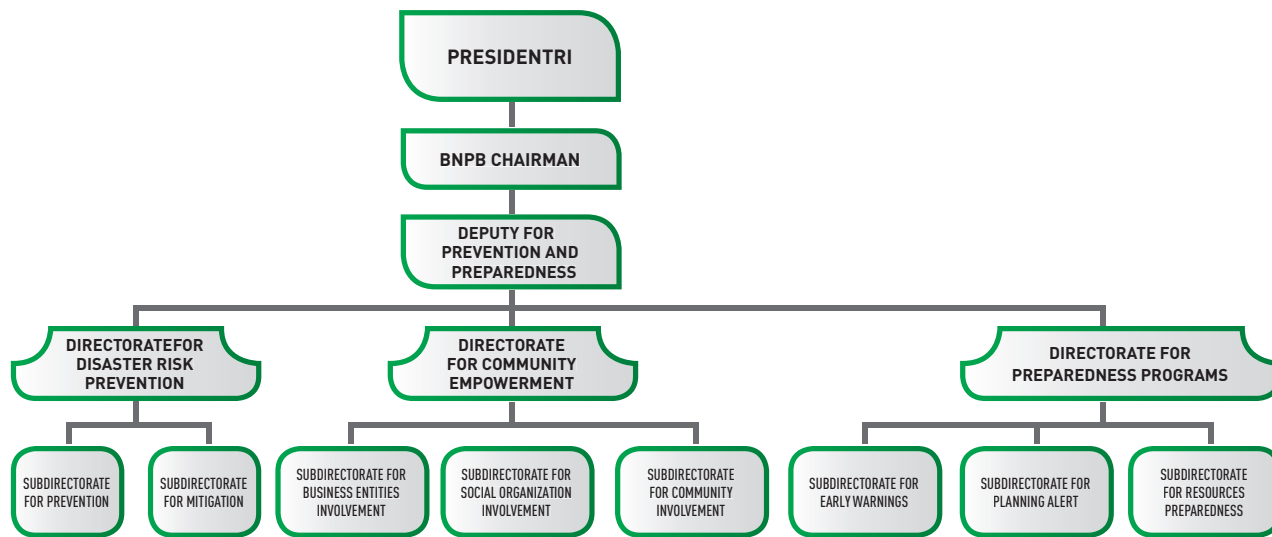 PRESIDENTRI
BNPB CHAIRMAN
DEPUTY FOR
PREVENTION AND
PREPAREDNESS
DIRECTORATEFOR
DISASTER RISK
PREVENTION
DIRECTORATE
FOR COMMUNITY
EMPOWERMENT
DIRECTORATE FOR
PREPAREDNESS PROGRAMS
SUBDIRECTORATE
FOR PREVENTION
SUBDIRECTORATE
FOR MITIGATION
SUBDIRECTORATE FOR
BUSINESS ENTITIES
INVOLVEMENT
SUBDIRECTORATE FOR
SOCIAL ORGANIZATION
INVOLVEMENT
SUBDIRECTORATE
FOR COMMUNITY
INVOLVEMENT
SUBDIRECTORATE FOR
EARLY WARNINGS
SUBDIRECTORATE FOR
PLANNING ALERT
SUBDIRECTORATE
FOR RESOURCES
PREPAREDNESS